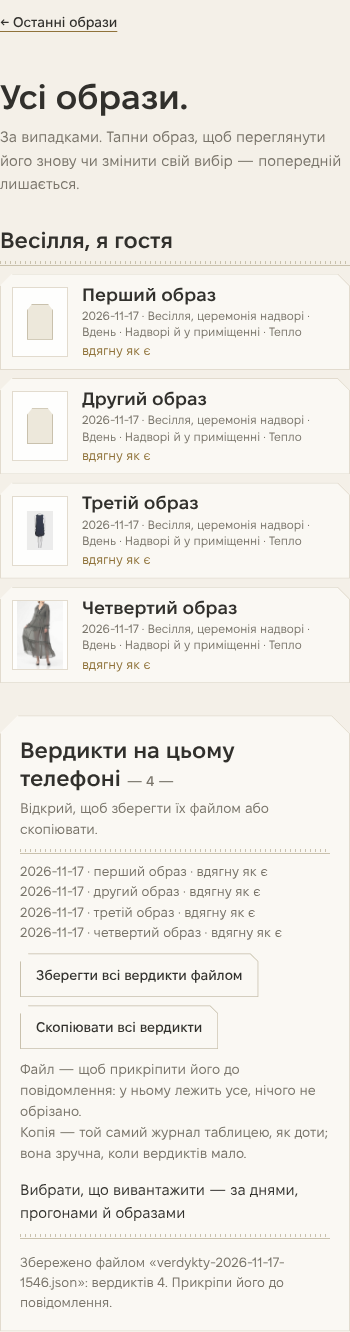 ← Останні образи
Усі образи.
За випадками. Тапни образ, щоб переглянути
його знову чи змінити свій вибір — попередній
лишається.
Весілля, я гостя
Перший образ
2026-11-17 · Весілля, церемонія надворі ·
Вдень · Надворі й у приміщенні · Тепло
вдягну як є
Другий образ
2026-11-17 · Весілля, церемонія надворі ·
Вдень · Надворі й у приміщенні · Тепло
вдягну як є
Третій образ
2026-11-17 · Весілля, церемонія надворі ·
Вдень · Надворі й у приміщенні · Тепло
вдягну як є
Четвертий образ
2026-11-17 · Весілля, церемонія надворі ·
Вдень · Надворі й у приміщенні · Тепло
вдягну як є
Вердикти на цьому
телефоні — 4 —
Відкрий, щоб зберегти їх файлом або
скопіювати.
2026-11-17 · перший образ · вдягну як є
2026-11-17 · другий образ · вдягну як є
2026-11-17 · третій образ · вдягну як є
2026-11-17 · четвертий образ · вдягну як є
Зберегти всі вердикти файлом
Скопіювати всі вердикти
Файл — щоб прикріпити його до
повідомлення: у ньому лежить усе, нічого не
обрізано.
Копія — той самий журнал таблицею, як доти;
вона зручна, коли вердиктів мало.
Вибрати, що вивантажити — за днями,
прогонами й образами
Збережено файлом «verdykty-2026-11-17-
1546.json»: вердиктів 4. Прикріпи його до
повідомлення.